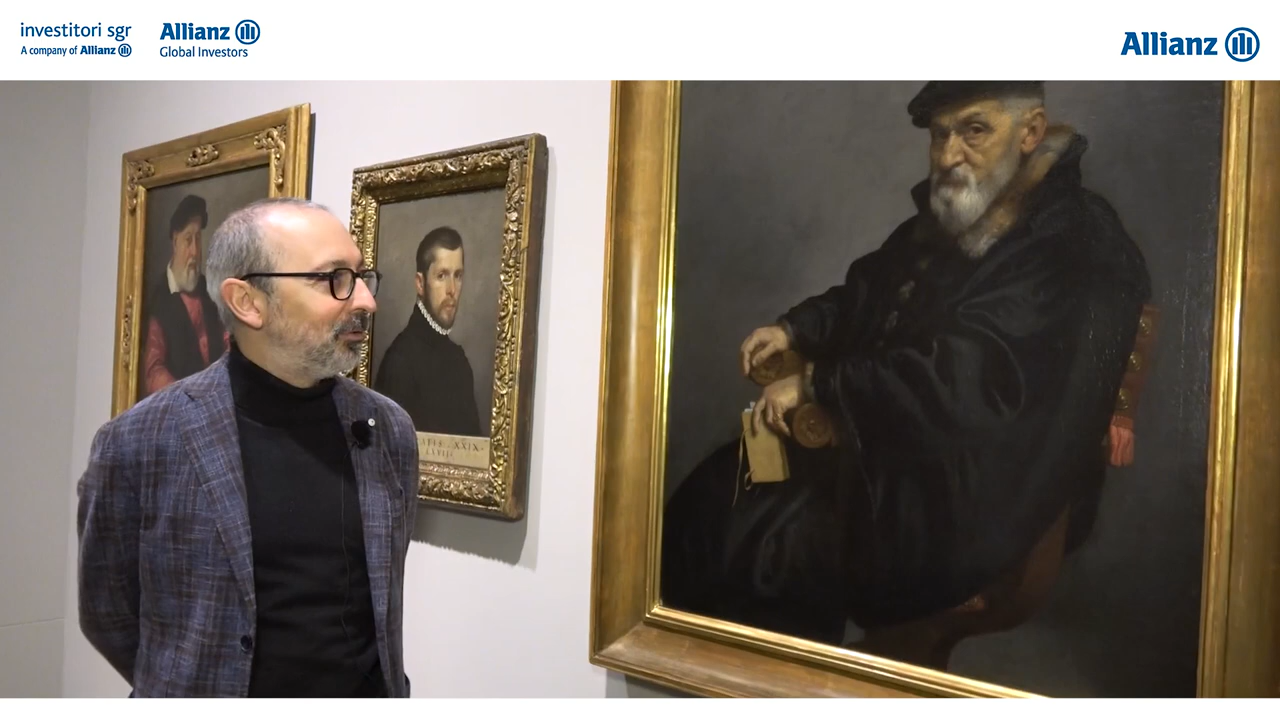 investitori sgr
A company of Allianz
Allianz
Global Investors
Allianz